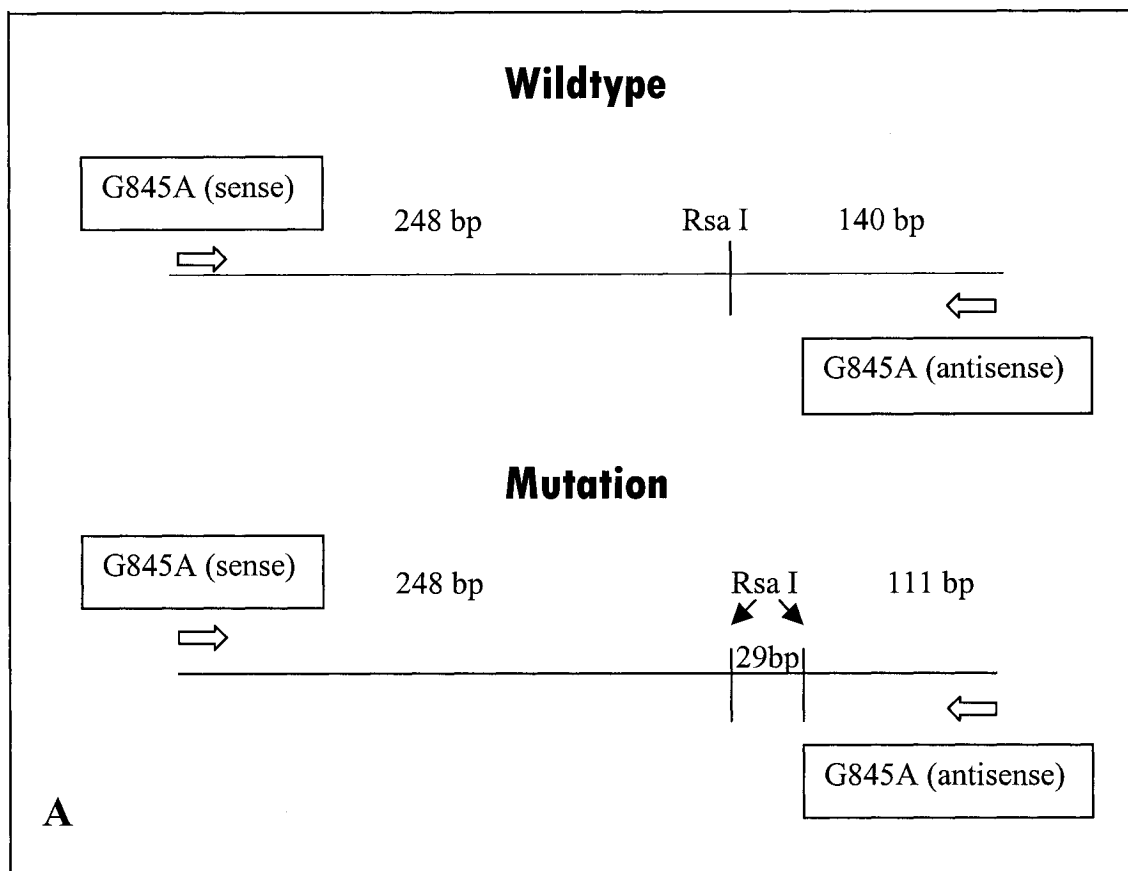 Wildtype
G845A (sense)
248 bp
Rsa I
140 bp
G845A (antisense)
Mutation
G845A (sense)
248 bp
Rsa I
111 bp
29bp
G845A (antisense)
A